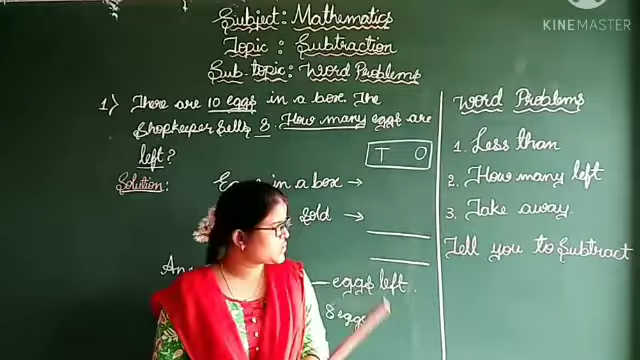 KINEMASTER
Subject: Mathematics
Topic: Subtraction
Sub-topic: Word Problems
1) There are 10 eggs in a box. The
Shopkeeper Sells 8. How many eggs are
left?
T O
Solution:
in a box →
sold →
eggs left.
8 eggs
Word Problems
1. Less than
2. How many left
3. Take away.
Tell you to Subtract